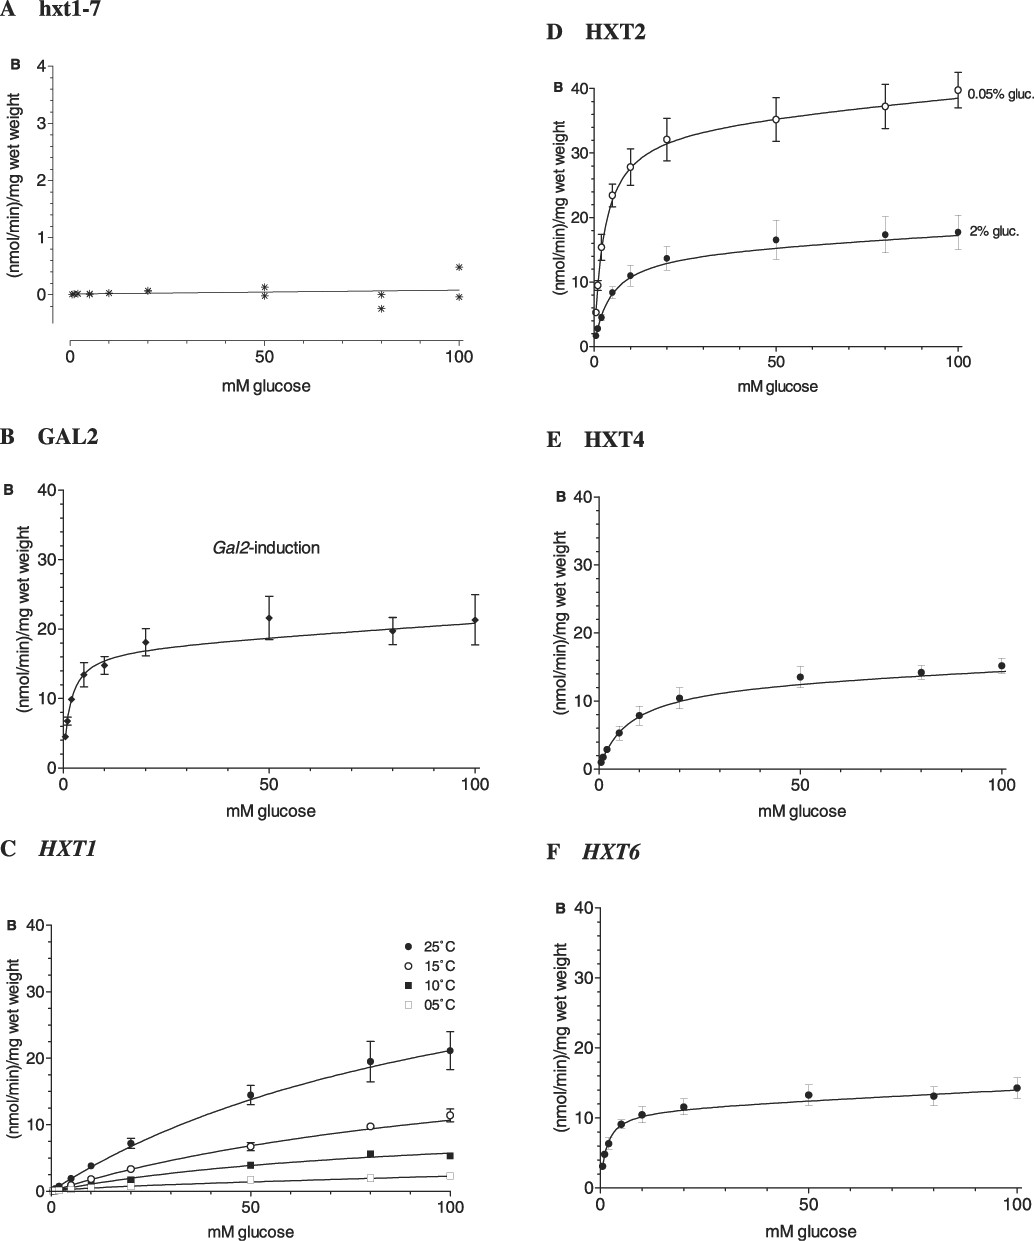 A hxt1-7
B
(nmol/min)/mg wet weight
4
3
2
1
0
0 50 100
mM glucose
D HXT2
B
(nmol/min)/mg wet weight
40
30
20
10
0
0.05% gluc.
2% gluc.
0 50 100
mM glucose
B GAL2
B
(nmol/min)/mg wet weight
40
30
20
10
0
Gal2-induction
0 50 100
mM glucose
E HXT4
B
(nmol/min)/mg wet weight
40
30
20
10
0
0 50 100
mM glucose
C HXT1
B
(nmol/min)/mg wet weight
40
30
20
10
0
25°C
15°C
10°C
05°C
0 50 100
mM glucose
F HXT6
B
(nmol/min)/mg wet weight
40
30
20
10
0
0 50 100
mM glucose